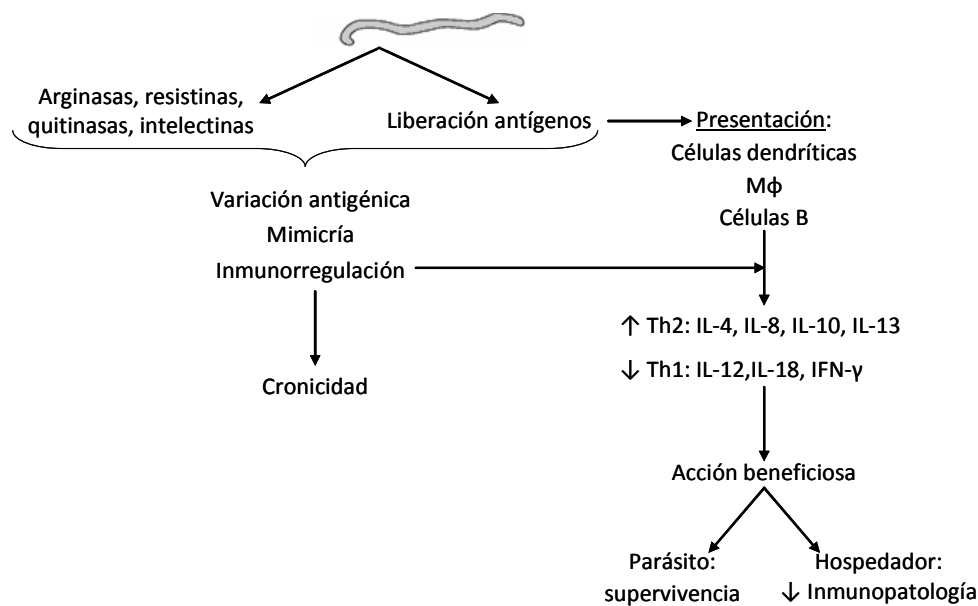 Arginasas, resistinas,
quitinasas, intelectinas
Liberación antígenos
Presentación:
Células dendríticas
Mϕ
Células B
Variación antigénica
Mimicría
Inmunorregulación
Cronicidad
↑ Th2: IL-4, IL-8, IL-10, IL-13
↓ Th1: IL-12,IL-18, IFN-γ
Acción beneficiosa
Parásito:
supervivencia
Hospedador:
↓ Inmunopatología